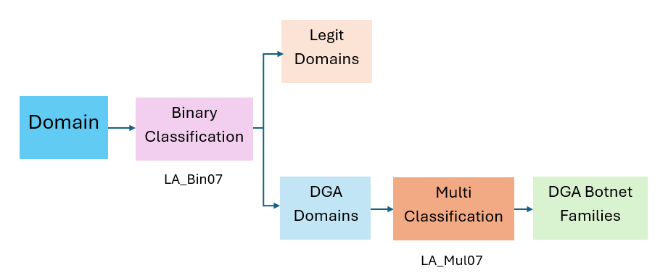 Legit
Domains
Domain
Binary
Classification
LA_Bin07
DGA
Domains
Multi
Classification
LA_Mul07
DGA Botnet
Families